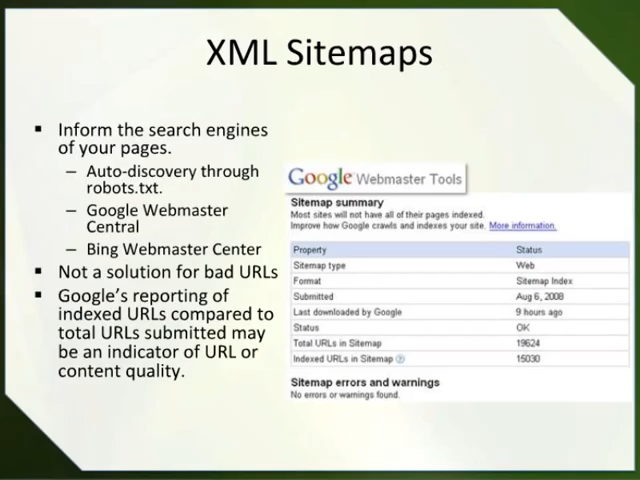 XML Sitemaps
▪ Inform the search engines
of your pages.
– Auto-discovery through
robots.txt.
– Google Webmaster
Central
– Bing Webmaster Center
▪ Not a solution for bad URLs
▪ Google's reporting of
indexed URLs compared to
total URLs submitted may
be an indicator of URL or
content quality.
Google Webmaster Tools
Sitemap summary
Most sites will not have all of their pages indexed.
Improve how Google crawls and indexes your site. More information.
Property Status
Sitemap type Web
Format Sitemap Index
Submitted Aug 6, 2008
Last downloaded by Google 9 hours ago
Status OK
Total URLs in Sitemap 19624
Indexed URLs in Sitemap ? 15030
Sitemap errors and warnings
No errors or warnings found.